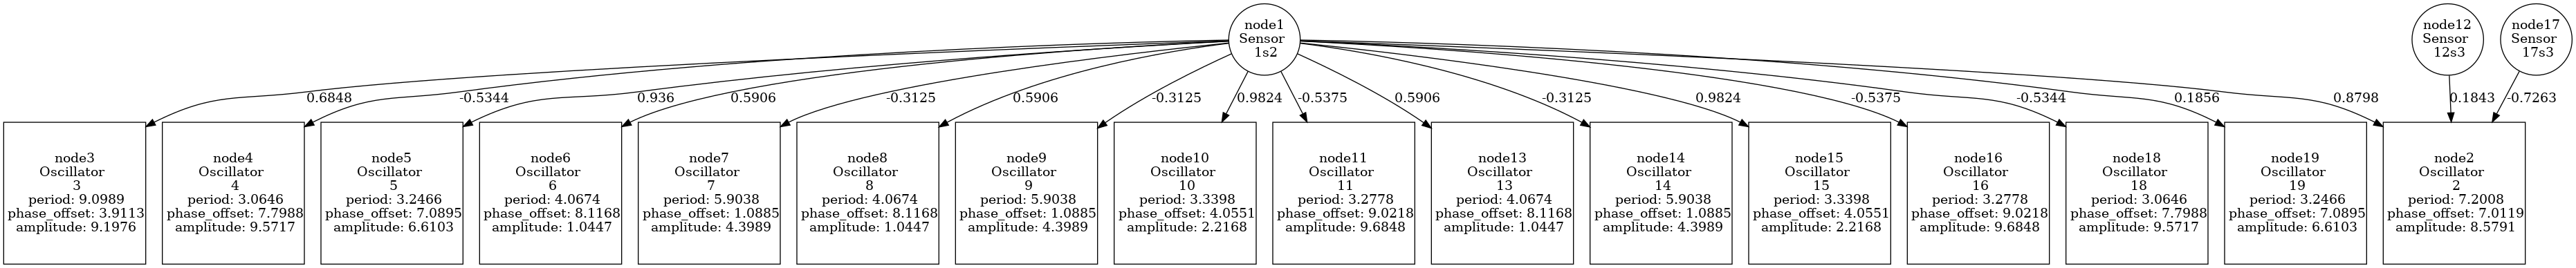 node1
Sensor
1s2
node12
Sensor
12s3
node17
Sensor
17s3
0.6848
-0.5344
0.936
0.5906
-0.3125
0.5906
-0.3125
0.9824
-0.5375
0.5906
-0.3125
0.9824
-0.5375
-0.5344
0.1856
0.8798
0.1843
-0.7263
node3
Oscillator
3
period: 9.0989
phase_offset: 3.9113
amplitude: 9.1976
node4
Oscillator
4
period: 3.0646
phase_offset: 7.7988
amplitude: 9.5717
node5
Oscillator
5
period: 3.2466
phase_offset: 7.0895
amplitude: 6.6103
node6
Oscillator
6
period: 4.0674
phase_offset: 8.1168
amplitude: 1.0447
node7
Oscillator
7
period: 5.9038
phase_offset: 1.0885
amplitude: 4.3989
node8
Oscillator
8
period: 4.0674
phase_offset: 8.1168
amplitude: 1.0447
node9
Oscillator
9
period: 5.9038
phase_offset: 1.0885
amplitude: 4.3989
node10
Oscillator
10
period: 3.3398
phase_offset: 4.0551
amplitude: 2.2168
node11
Oscillator
11
period: 3.2778
phase_offset: 9.0218
amplitude: 9.6848
node13
Oscillator
13
period: 4.0674
phase_offset: 8.1168
amplitude: 1.0447
node14
Oscillator
14
period: 5.9038
phase_offset: 1.0885
amplitude: 4.3989
node15
Oscillator
15
period: 3.3398
phase_offset: 4.0551
amplitude: 2.2168
node16
Oscillator
16
period: 3.2778
phase_offset: 9.0218
amplitude: 9.6848
node18
Oscillator
18
period: 3.0646
phase_offset: 7.7988
amplitude: 9.5717
node19
Oscillator
19
period: 3.2466
phase_offset: 7.0895
amplitude: 6.6103
node2
Oscillator
2
period: 7.2008
phase_offset: 7.0119
amplitude: 8.5791